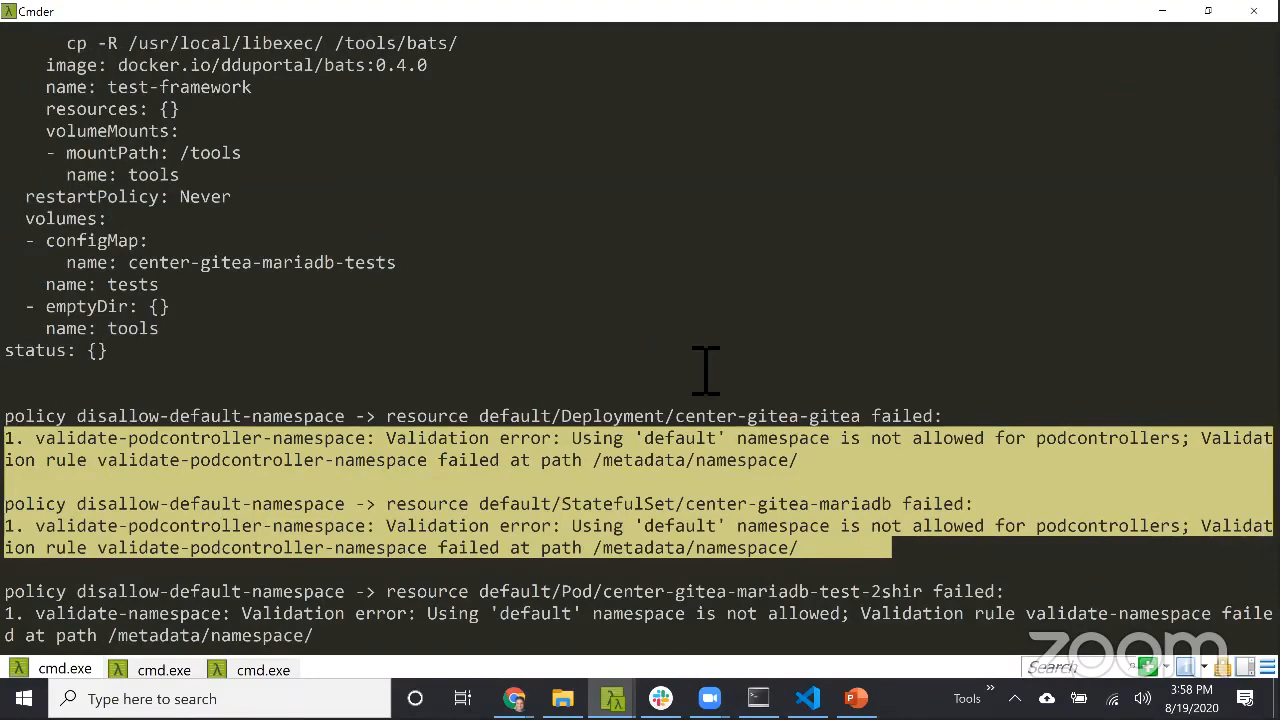 Cmder
cp -R /usr/local/libexec/ /tools/bats/
image: docker.io/dduportal/bats:0.4.0
name: test-framework
resources: {}
volumeMounts:
- mountPath: /tools
name: tools
restartPolicy: Never
volumes:
- configMap:
name: center-gitea-mariadb-tests
name: tests
- emptyDir: {}
name: tools
status: {}
policy disallow-default-namespace -> resource default/Deployment/center-gitea-gitea failed:
1. validate-podcontroller-namespace: Validation error: Using 'default' namespace is not allowed for podcontrollers; Validat
ion rule validate-podcontroller-namespace failed at path /metadata/namespace/
policy disallow-default-namespace -> resource default/StatefulSet/center-gitea-mariadb failed:
1. validate-podcontroller-namespace: Validation error: Using 'default' namespace is not allowed for podcontrollers; Validat
ion rule validate-podcontroller-namespace failed at path /metadata/namespace/
policy disallow-default-namespace -> resource default/Pod/center-gitea-mariadb-test-2shir failed:
1. validate-namespace: Validation error: Using 'default' namespace is not allowed; Validation rule validate-namespace faile
d at path /metadata/namespace/
zoom
cmd.exe cmd.exe cmd.exe Search
Type here to search Tools 3:58 PM
8/19/2020